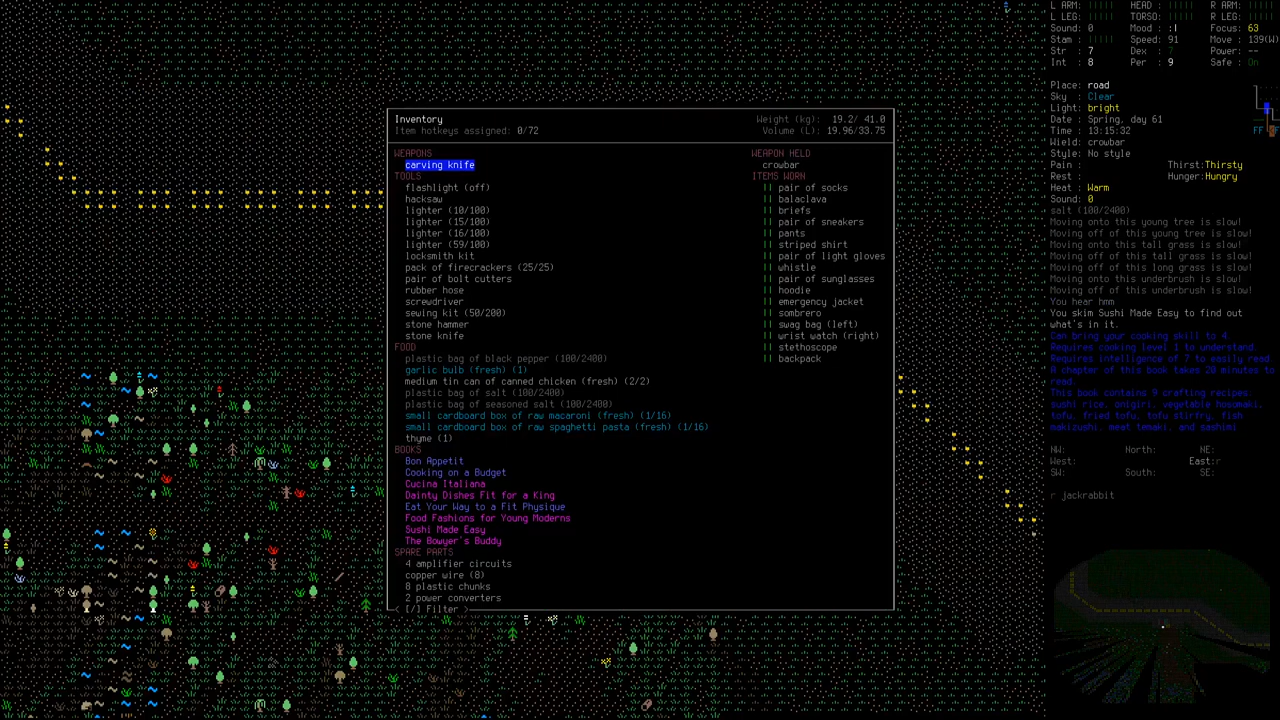 Inventory
Item hotkeys assigned: 0/72
Weight (kg): 19.2/ 41.0
Volume (L): 19.96/33.75
WEAPONS
carving knife
TOOLS
flashlight (off)
hacksaw
lighter (10/100)
lighter (15/100)
lighter (16/100)
lighter (59/100)
locksmith kit
pack of firecrackers (25/25)
pair of bolt cutters
rubber hose
screwdriver
sewing kit (50/200)
stone hammer
stone knife
FOOD
plastic bag of black pepper (100/2400)
garlic bulb (fresh) (1)
medium tin can of canned chicken (fresh) (2/2)
plastic bag of salt (100/2400)
plastic bag of seasoned salt (100/2400)
small cardboard box of raw macaroni (fresh) (1/16)
small cardboard box of raw spaghetti pasta (fresh) (1/16)
thyme (1)
BOOKS
Bon Appetit
Cooking on a Budget
Cucina Italiana
Dainty Dishes Fit for a King
Eat Your Way to a Fit Physique
Food Fashions for Young Moderns
Sushi Made Easy
The Bowyer's Buddy
SPARE PARTS
4 amplifier circuits
copper wire (8)
8 plastic chunks
2 power converters
< [/] Filter >
WEAPON HELD
crowbar
ITEMS WORN
|| pair of socks
|| balaclava
|| briefs
|| pair of sneakers
|| pants
|| striped shirt
|| pair of light gloves
|| whistle
|| pair of sunglasses
|| hoodie
|| emergency jacket
|| sombrero
|| swag bag (left)
|| wrist watch (right)
|| stethoscope
|| backpack
L ARM: ||||| HEAD : ||||| R ARM: |||||
L LEG: ||||| TORSO: ||||| R LEG: |||||
Sound: 0 Mood : :| Focus: 63
Stam : ||||| Speed: 91 Move : 139(W)
Str : 7 Dex : 7 Power: --
Int : 8 Per : 9 Safe : On
Place: road
Sky : Clear
Light: bright
Date : Spring, day 61
Time : 13:15:32
Wield: crowbar
Style: No style
Pain : Thirst:Thirsty
Rest : Hunger:Hungry
Heat : Warm
Sound: 0
salt (100/2400)
Moving onto this young tree is slow!
Moving off of this young tree is slow!
Moving onto this tall grass is slow!
Moving off of this tall grass is slow!
Moving off of this long grass is slow!
Moving onto this underbrush is slow!
Moving off of this underbrush is slow!
You hear hmm
You skim Sushi Made Easy to find out
what's in it.
Can bring your cooking skill to 4.
Requires cooking level 1 to understand.
Requires intelligence of 7 to easily read.
A chapter of this book takes 20 minutes to
read.
This book contains 9 crafting recipes:
sushi rice, onigiri, vegetable hosomaki,
tofu, fried tofu, tofu stirfry, fish
makizushi, meat temaki, and sashimi
NW: North: NE:
West: East:r
SW: South: SE:
r jackrabbit